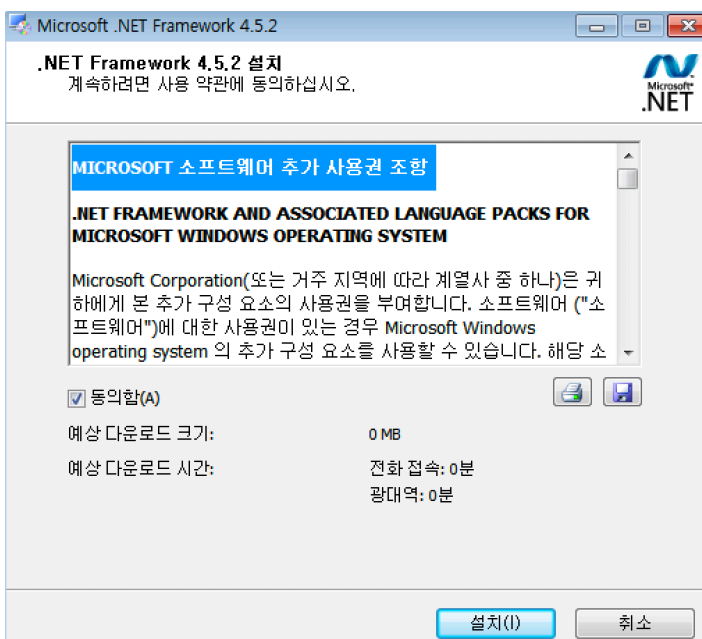 Microsoft .NET Framework 4.5.2
.NET Framework 4.5.2 설치
계속하려면 사용 약관에 동의하십시오.
Microsoft®
.NET
MICROSOFT 소프트웨어 추가 사용권 조항
.NET FRAMEWORK AND ASSOCIATED LANGUAGE PACKS FOR
MICROSOFT WINDOWS OPERATING SYSTEM
Microsoft Corporation(또는 거주 지역에 따라 계열사 중 하나)은 귀
하에게 본 추가 구성 요소의 사용권을 부여합니다. 소프트웨어 ("소
프트웨어")에 대한 사용권이 있는 경우 Microsoft Windows
operating system 의 추가 구성 요소를 사용할 수 있습니다. 해당 소
동의함(A)
예상 다운로드 크기: 0 MB
예상 다운로드 시간: 전화 접속: 0분
광대역: 0분
설치(I) 취소